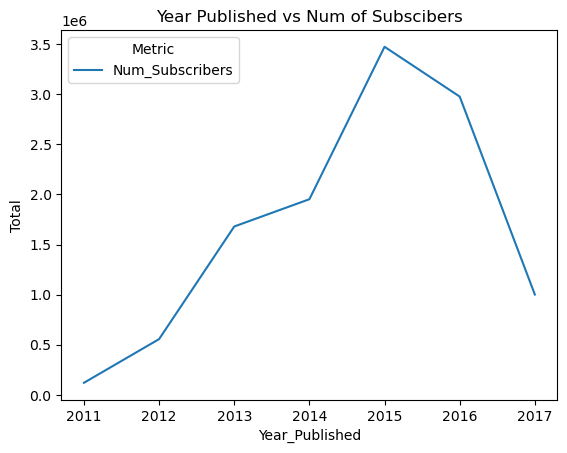 Year Published vs Num of Subscibers
1e6
Metric
Num_Subscribers
3.5
3.0
2.5
2.0
1.5
1.0
0.5
0.0
Total
2011 2012 2013 2014 2015 2016 2017
Year_Published